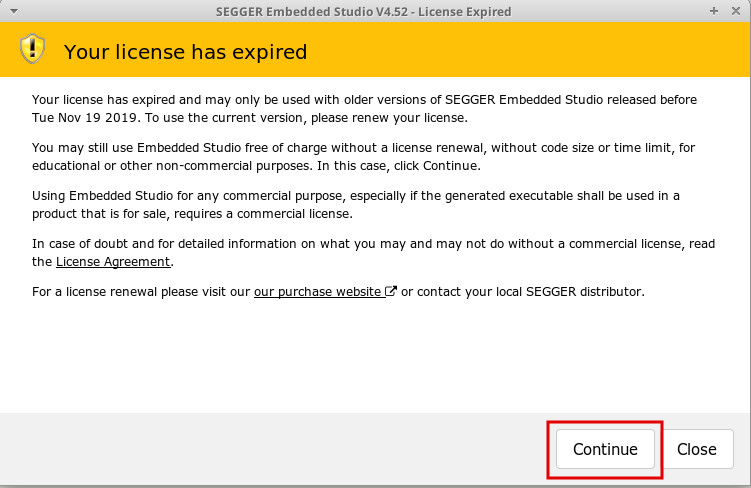 SEGGER Embedded Studio V4.52 - License Expired
Your license has expired
Your license has expired and may only be used with older versions of SEGGER Embedded Studio released before
Tue Nov 19 2019. To use the current version, please renew your license.
You may still use Embedded Studio free of charge without a license renewal, without code size or time limit, for
educational or other non-commercial purposes. In this case, click Continue.
Using Embedded Studio for any commercial purpose, especially if the generated executable shall be used in a
product that is for sale, requires a commercial license.
In case of doubt and for detailed information on what you may and may not do without a commercial license, read
the License Agreement.
For a license renewal please visit our our purchase website or contact your local SEGGER distributor.
Continue Close